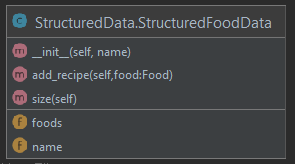 c StructuredData.StructuredFoodData
m __init__(self, name)
m add_recipe(self,food:Food)
m size(self)
f foods
f name